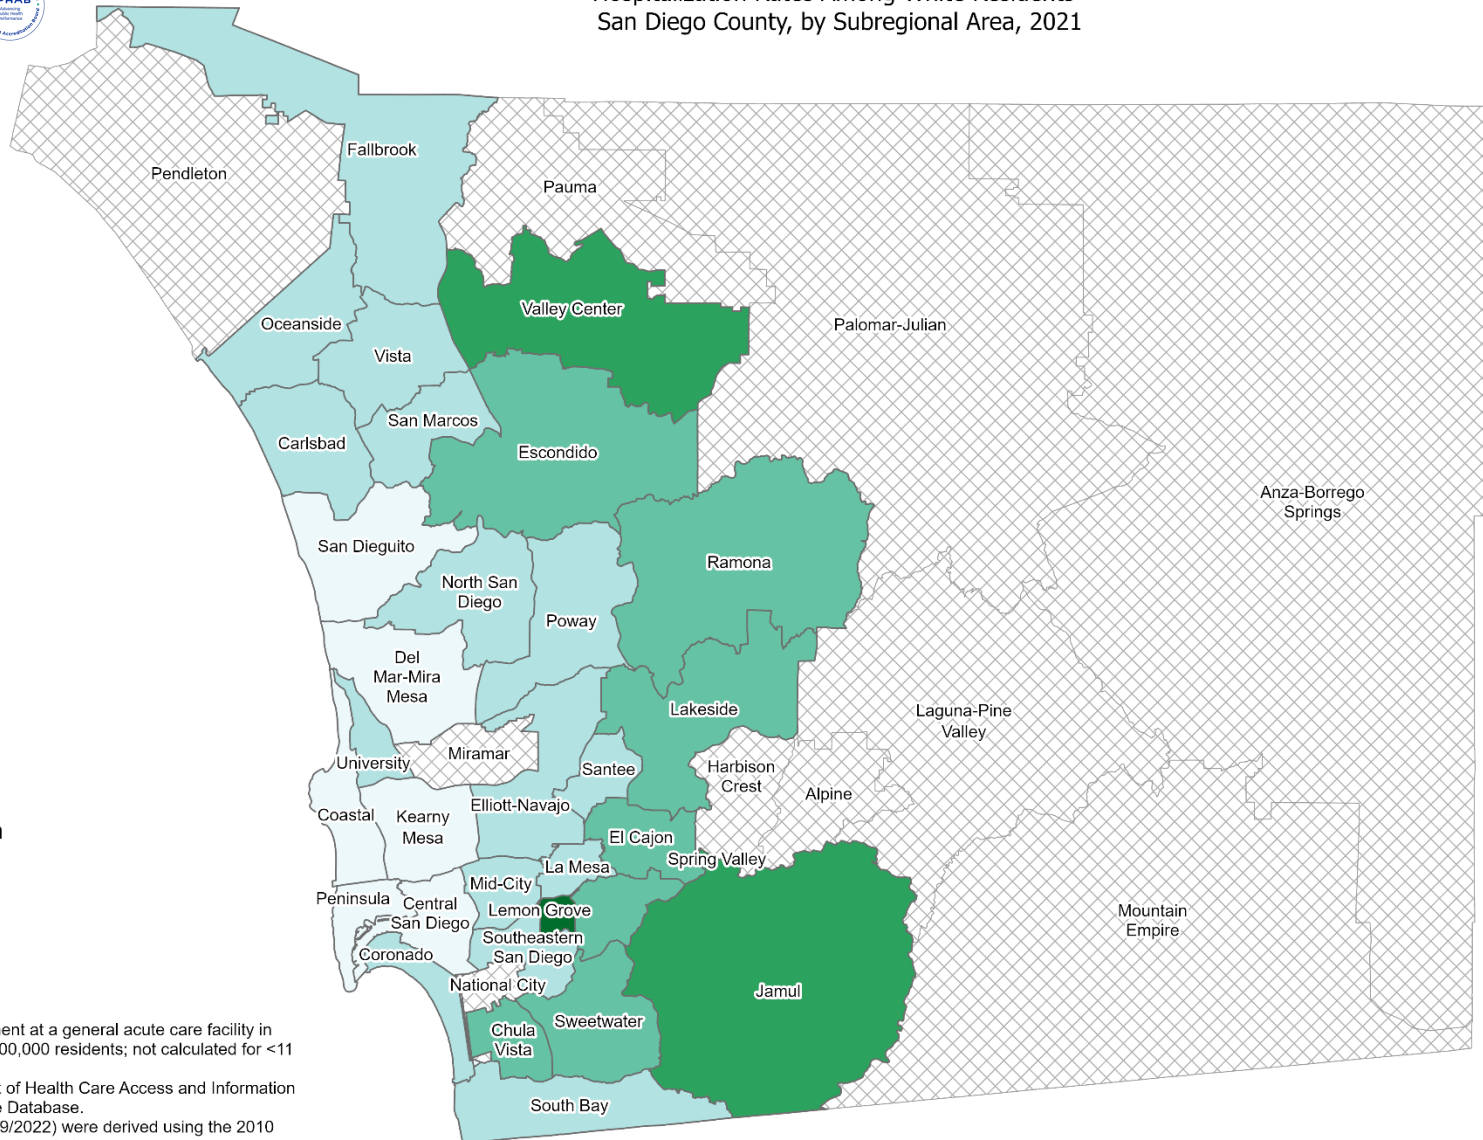 Advancing
Public Health
Performance
San Diego County, by Subregional Area, 2021
Fallbrook
Pendleton
Pauma
Valley Center
Oceanside
Palomar-Julian
Vista
San Marcos
Carlsbad
Escondido
Anza-Borrego
Springs
San Dieguito
Ramona
North San
Diego
Poway
Del
Mar-Mira
Mesa
Lakeside
Laguna-Pine
Valley
Miramar
University
Santee
Harbison
Crest
Alpine
Elliott-Navajo
Coastal
Kearny
Mesa
El Cajon
Spring Valley
La Mesa
Mid-City
Peninsula
Central
San Diego
Lemon Grove
Mountain
Empire
Southeastern
San Diego
Coronado
National City
Jamul
Sweetwater
Chula
Vista
South Bay
ent at a general acute care facility in
00,000 residents; not calculated for <11
of Health Care Access and Information
Database.
9/2022) were derived using the 2010